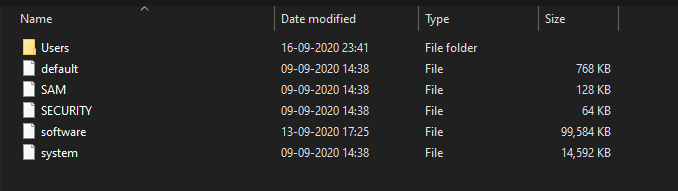 Name Date modified Type Size
Users 16-09-2020 23:41 File folder
default 09-09-2020 14:38 File 768 KB
SAM 09-09-2020 14:38 File 128 KB
SECURITY 09-09-2020 14:38 File 64 KB
software 13-09-2020 17:25 File 99,584 KB
system 09-09-2020 14:38 File 14,592 KB